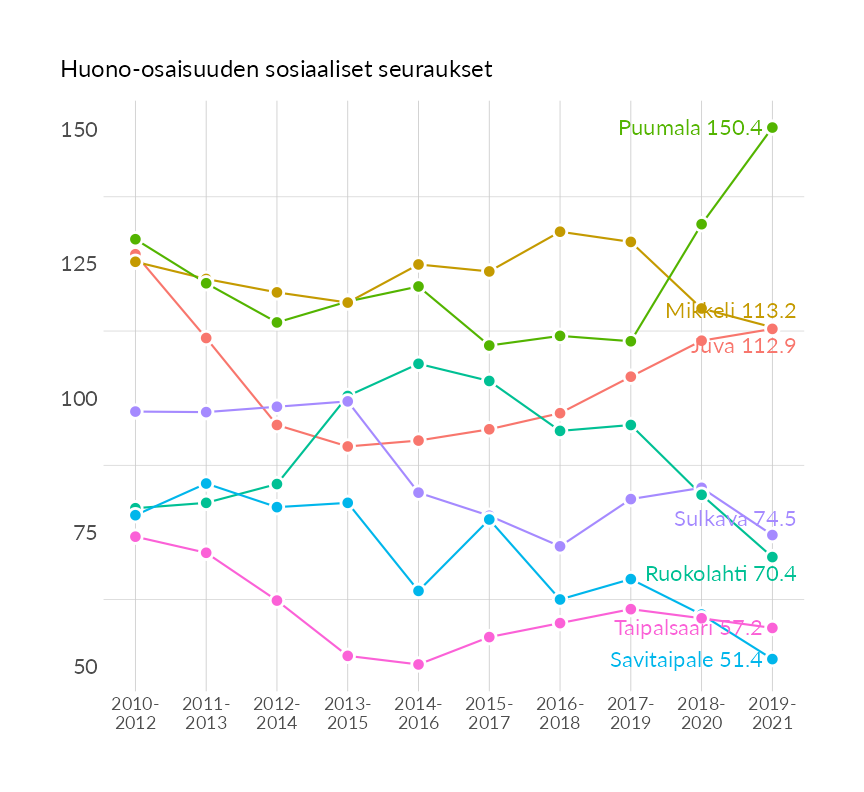 Huono-osaisuuden sosiaaliset seuraukset
150
Puumala 150.4
125
Mikkeli 113.2
Juva 112.9
100
75
Sulkava 74.5
Ruokolahti 70.4
Taipalsaari 57.2
Savitaipale 51.4
50
2010- 2011- 2012- 2013- 2014- 2015- 2016- 2017- 2018- 2019-
2012 2013 2014 2015 2016 2017 2018 2019 2020 2021